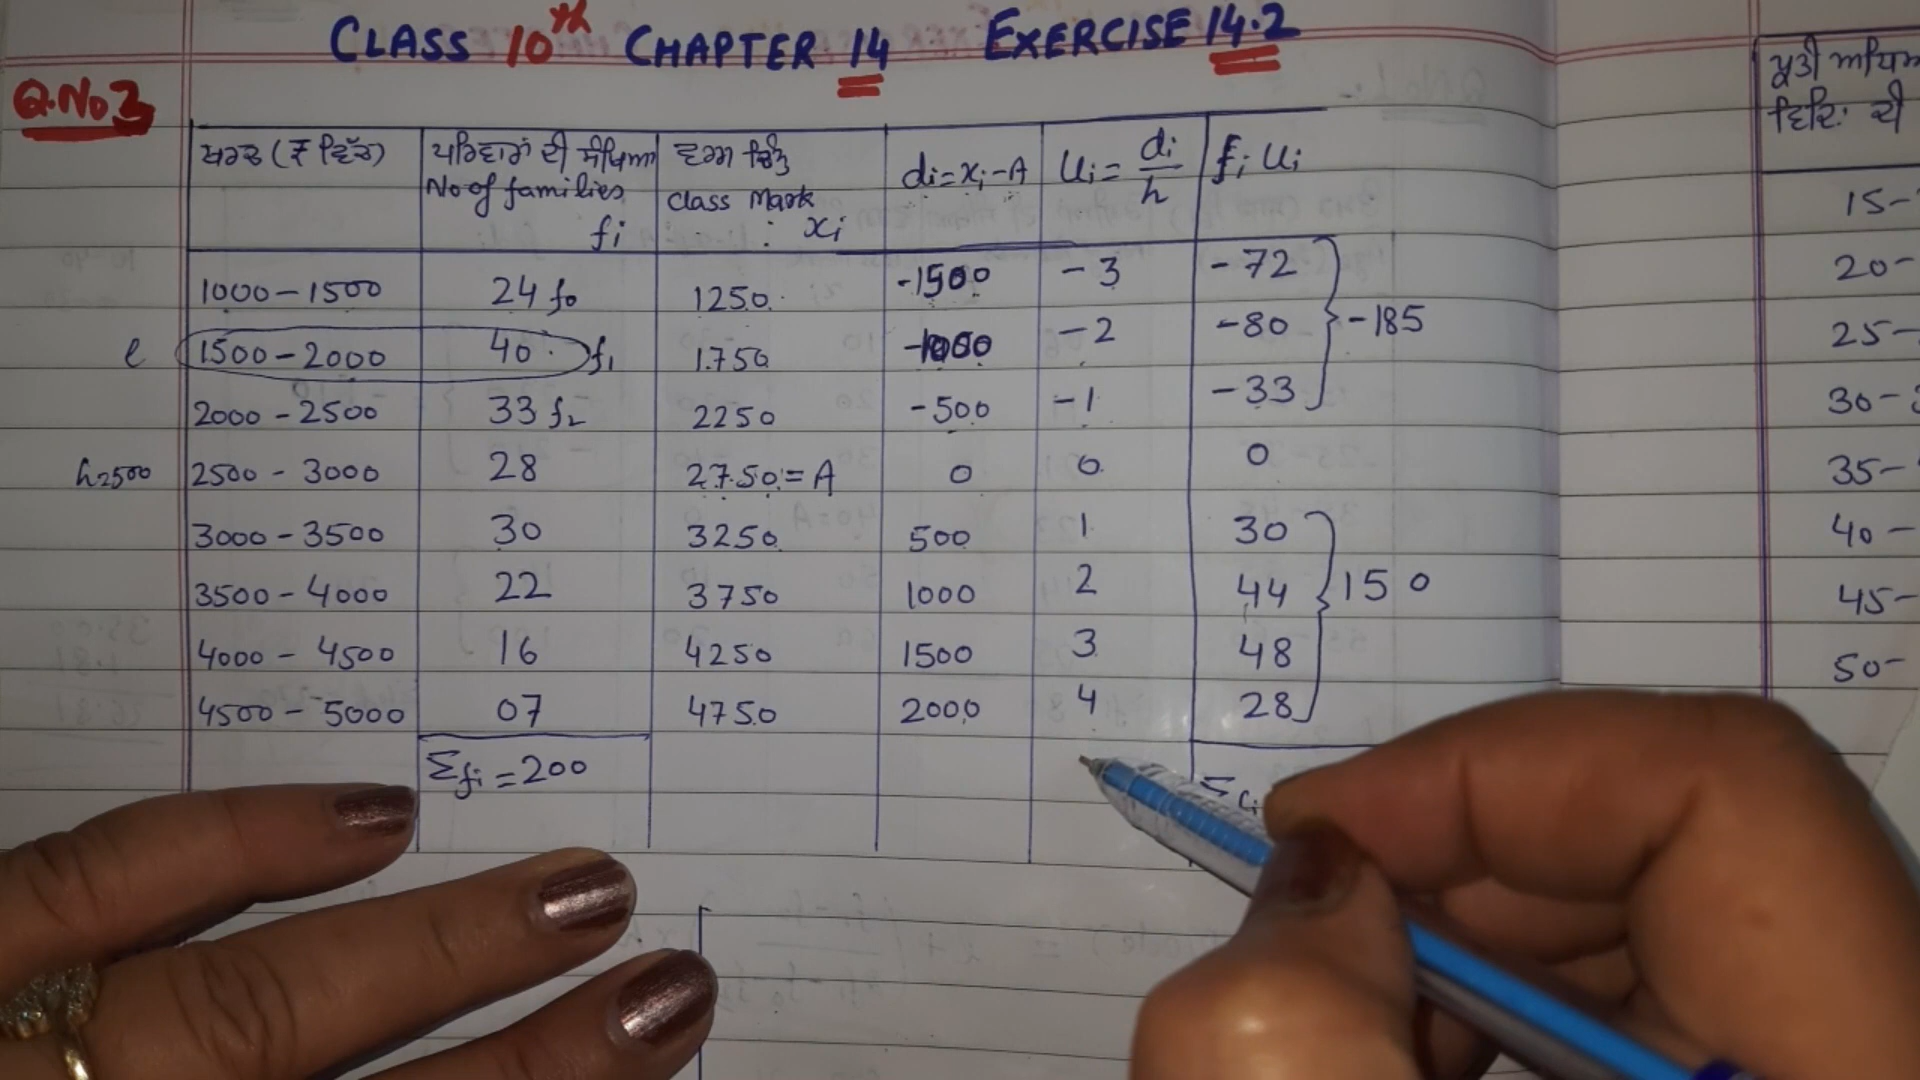 CLASS 10th CHAPTER 14 EXERCISE 14.2
Q.No 3
ਖਰਚ (₹ ਵਿੱਚ) ਪਰਿਵਾਰਾਂ ਦੀ ਸੰਖਿਆ ਵਰਗ ਚਿੰਨ੍ਹ di=xi-A ui=di/h fi ui
No of families class mark
fi xi
1000-1500 24 f0 1250 -1500 -3 -72
l 1500-2000 40 f1 1750 -1000 -2 -80 -185
2000-2500 33 f2 2250 -500 -1 -33
h=500 2500-3000 28 2750=A 0 0 0
3000-3500 30 3250 500 1 30
3500-4000 22 3750 1000 2 44 150
4000-4500 16 4250 1500 3 48
4500-5000 07 4750 2000 4 28
Σfi=200
ਦੀ
15-
20-
25-
30-
35-
40-
45-
50-